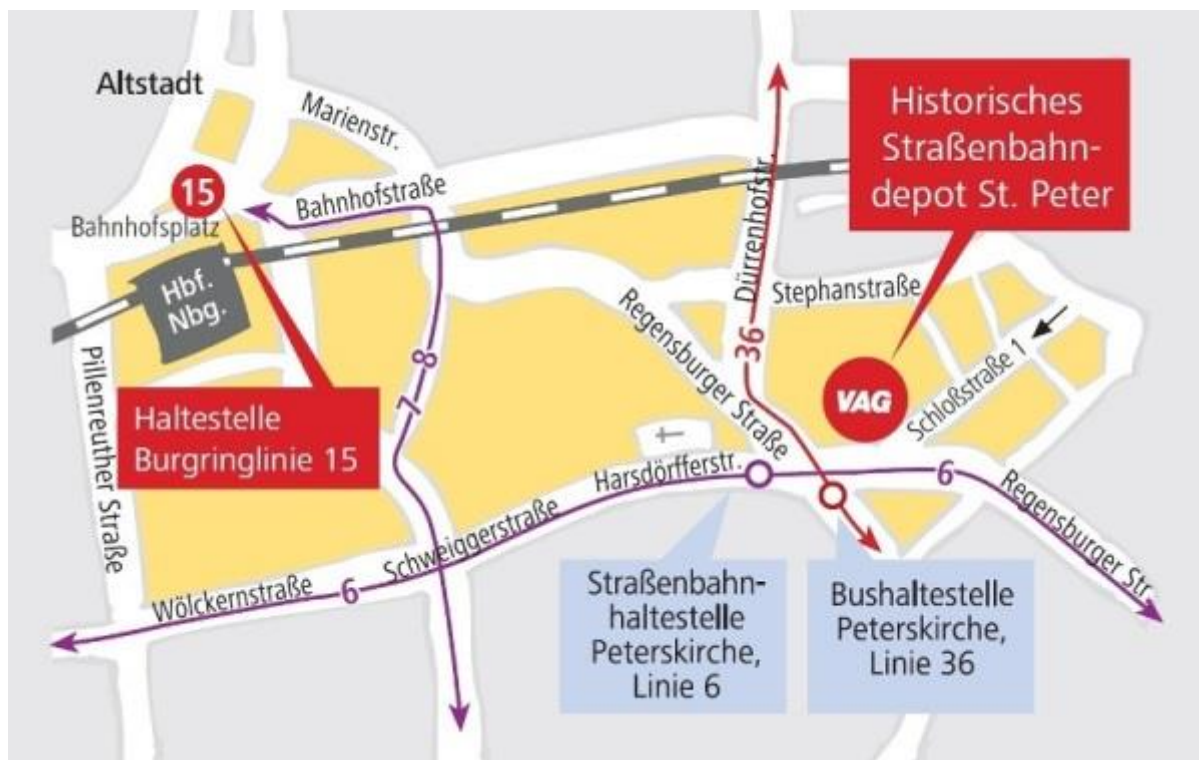 Altstadt
Marienstr.
15
Bahnhofsplatz
Bahnhofstraße
Hbf.
Nbg.
Pillenreuther Straße
Haltestelle
Burgringlinie 15
8
7
Regensburger Straße
Dürrenhofstr.
36
Historisches
Straßenbahn-
depot St. Peter
Stephanstraße
VAG
Schloßstraße 1
Harsdörfferstr.
Schweiggerstraße
6
Wölckernstraße
6
Regensburger Str.
Straßenbahn-
haltestelle
Peterskirche,
Linie 6
Bushaltestelle
Peterskirche,
Linie 36